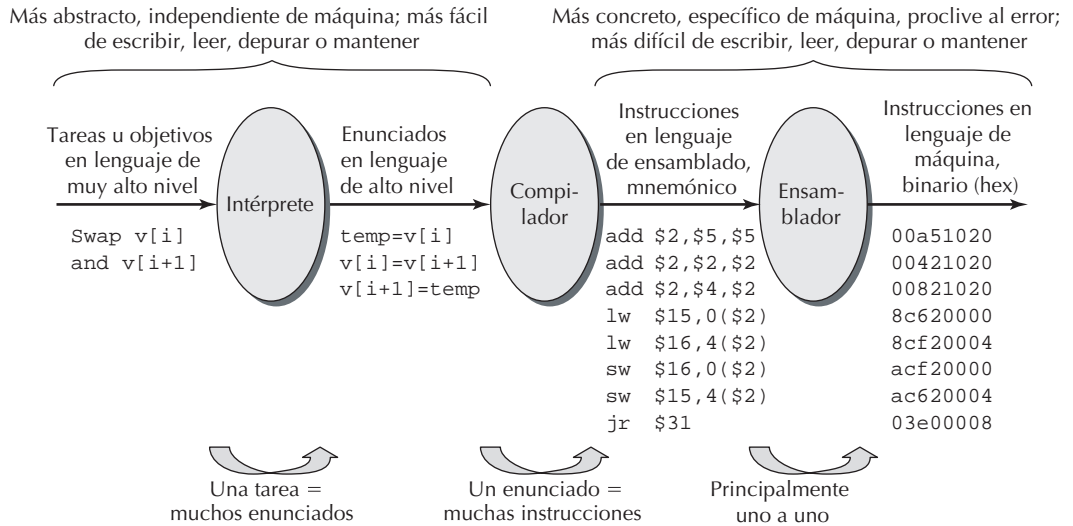 Más abstracto, independiente de máquina; más fácil
de escribir, leer, depurar o mantener
Más concreto, específico de máquina, proclive al error;
más difícil de escribir, leer, depurar o mantener
Tareas u objetivos
en lenguaje de
muy alto nivel
Swap v[i]
and v[i+1]
Intérprete
Enunciados
en lenguaje
de alto nivel
temp=v[i]
v[i]=v[i+1]
v[i+1]=temp
Compi-
lador
Instrucciones
en lenguaje
de ensamblado,
mnemónico
add $2,$5,$5
add $2,$2,$2
add $2,$4,$2
lw $15,0($2)
lw $16,4($2)
sw $16,0($2)
sw $15,4($2)
jr $31
Ensam-
blador
Instrucciones en
lenguaje de
máquina,
binario (hex)
00a51020
00421020
00821020
8c620000
8cf20004
acf20000
ac620004
03e00008
Una tarea =
muchos enunciados
Un enunciado =
muchas instrucciones
Principalmente
uno a uno